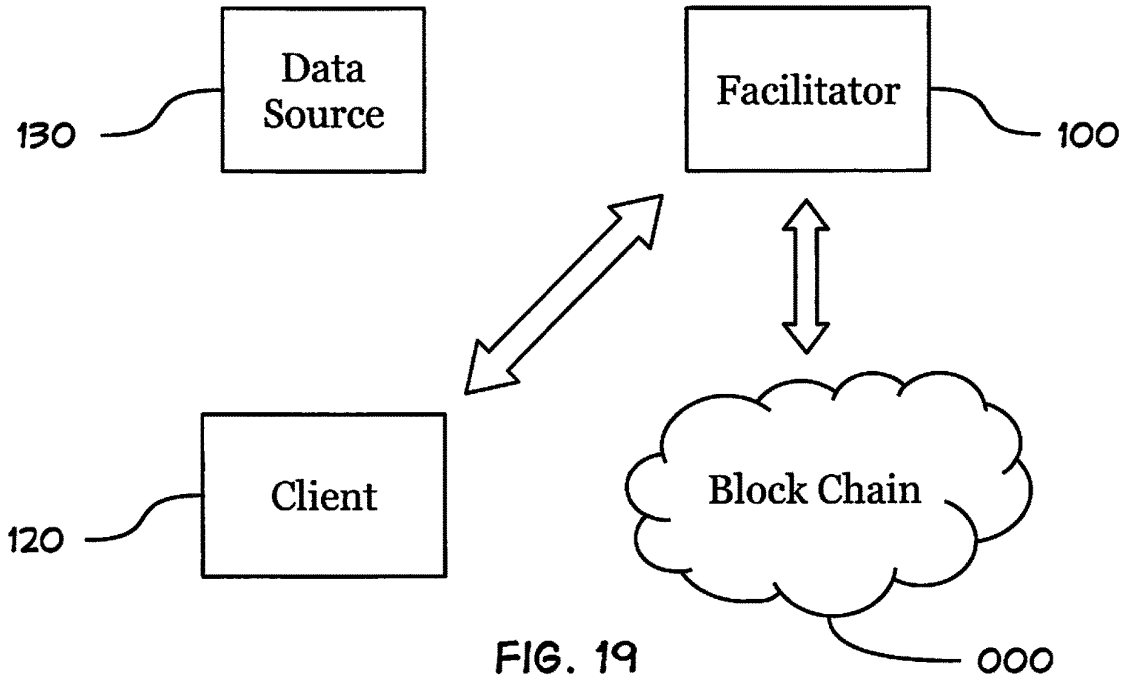 Data
Source
Facilitator
130
100
Client
Block Chain
120
FIG. 19
000